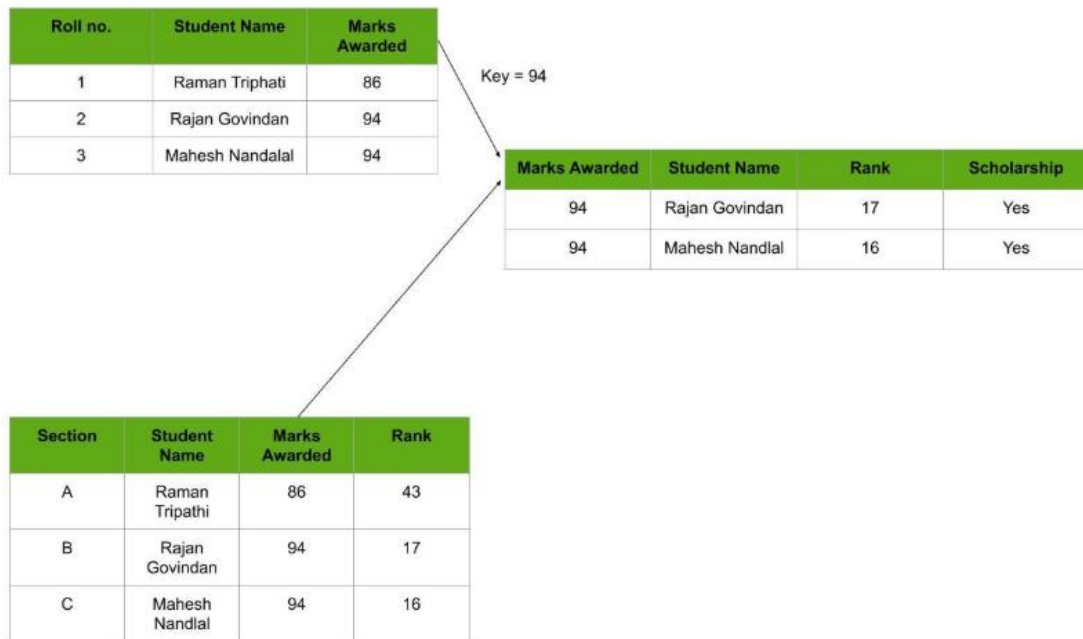 Roll no. Student Name Marks Awarded
1 Raman Triphati 86
2 Rajan Govindan 94
3 Mahesh Nandalal 94
Key = 94
Marks Awarded Student Name Rank Scholarship
94 Rajan Govindan 17 Yes
94 Mahesh Nandlal 16 Yes
Section Student Name Marks Awarded Rank
A Raman Tripathi 86 43
B Rajan Govindan 94 17
C Mahesh Nandlal 94 16